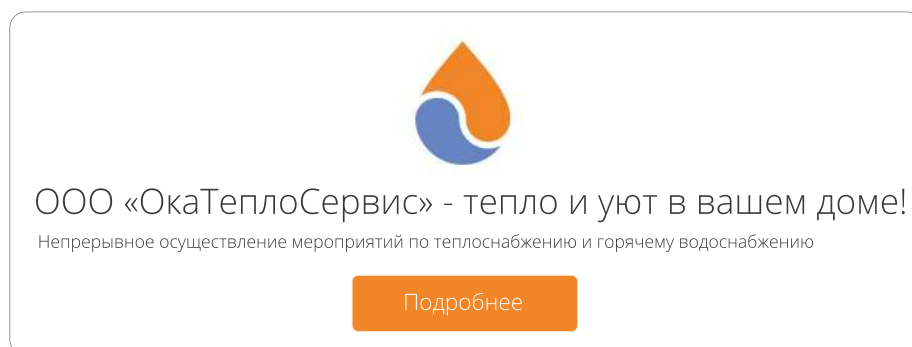 ООО «ОкаТеплоСервис» - тепло и уют в вашем доме!
Непрерывное осуществление мероприятий по теплоснабжению и горячему водоснабжению
Подробнее